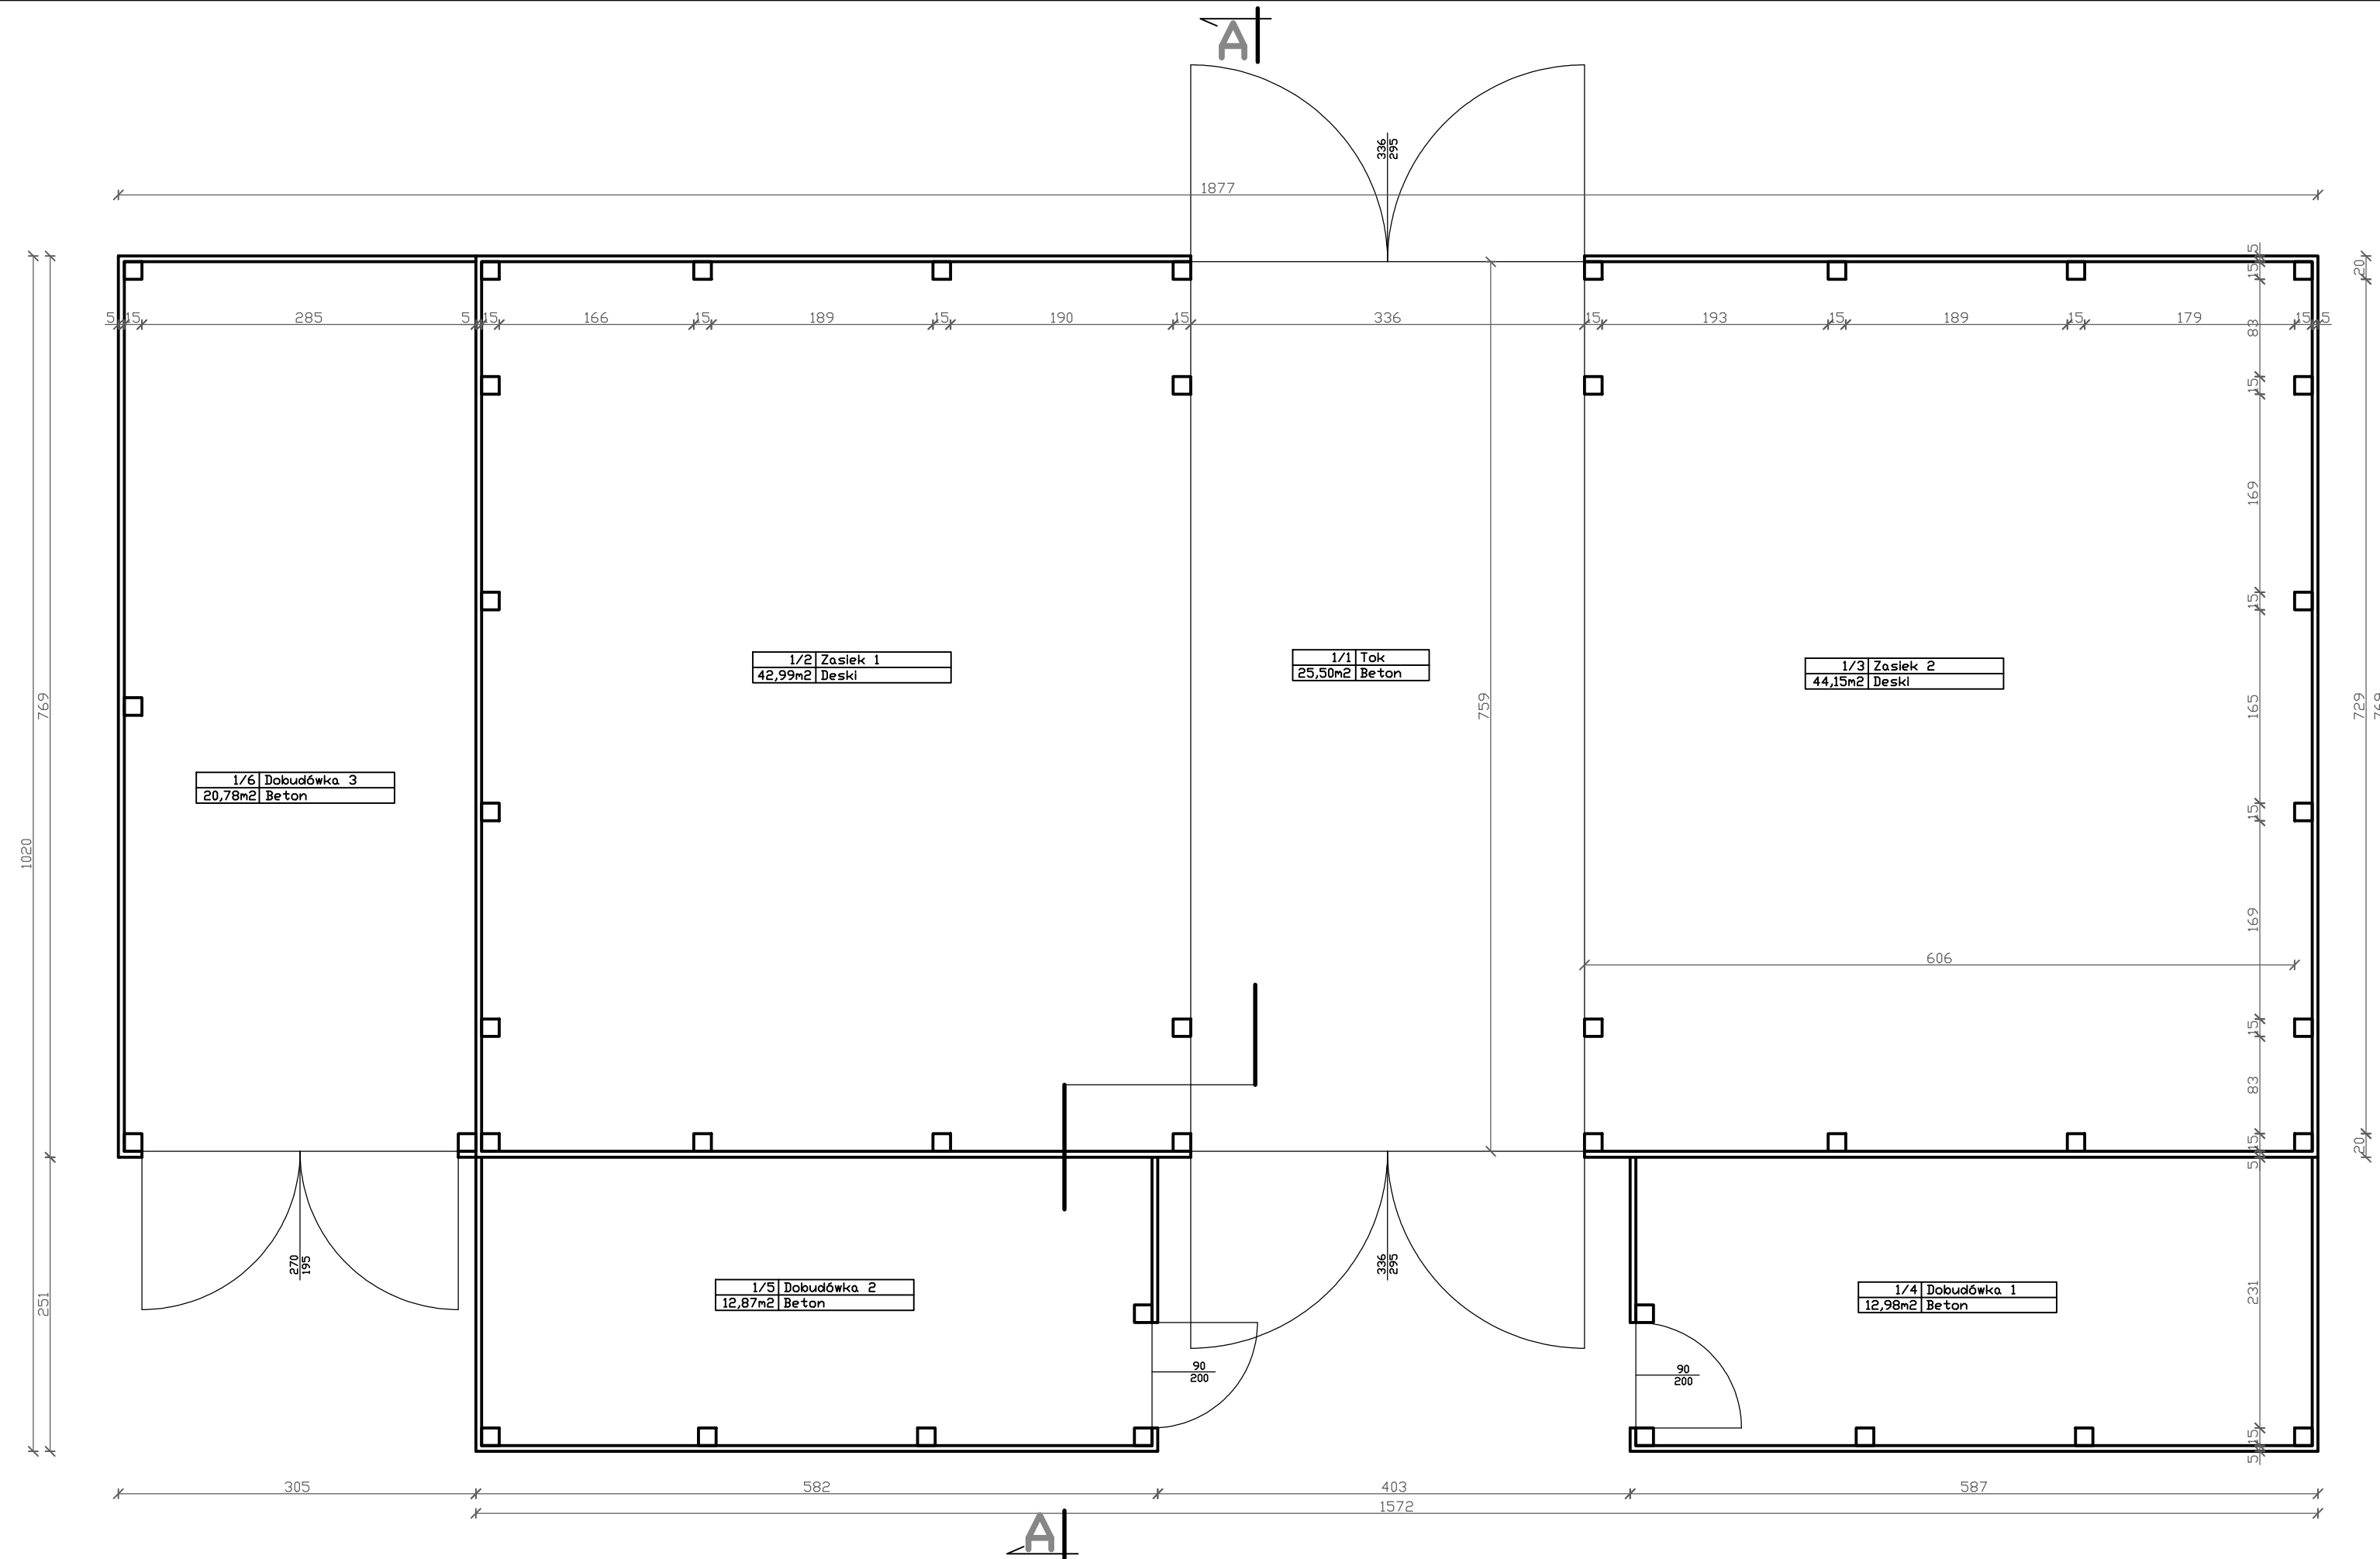 A
336
295
1877
5 15 285 5 15 166 15 189 15 190 15 336 15 193 15 189 15 179 15 5
5
15
83
15
169
15
165
15
169
15
83
15
5
231
15
5
20
729
20
769
1020
769
251
759
606
1/2 Zasiek 1
42,99m2 Deski
1/1 Tok
25,50m2 Beton
1/3 Zasiek 2
44,15m2 Deski
1/6 Dobudówka 3
20,78m2 Beton
270
195
336
295
1/5 Dobudówka 2
12,87m2 Beton
1/4 Dobudówka 1
12,98m2 Beton
90
200
90
200
305 582 403 587
1572
A